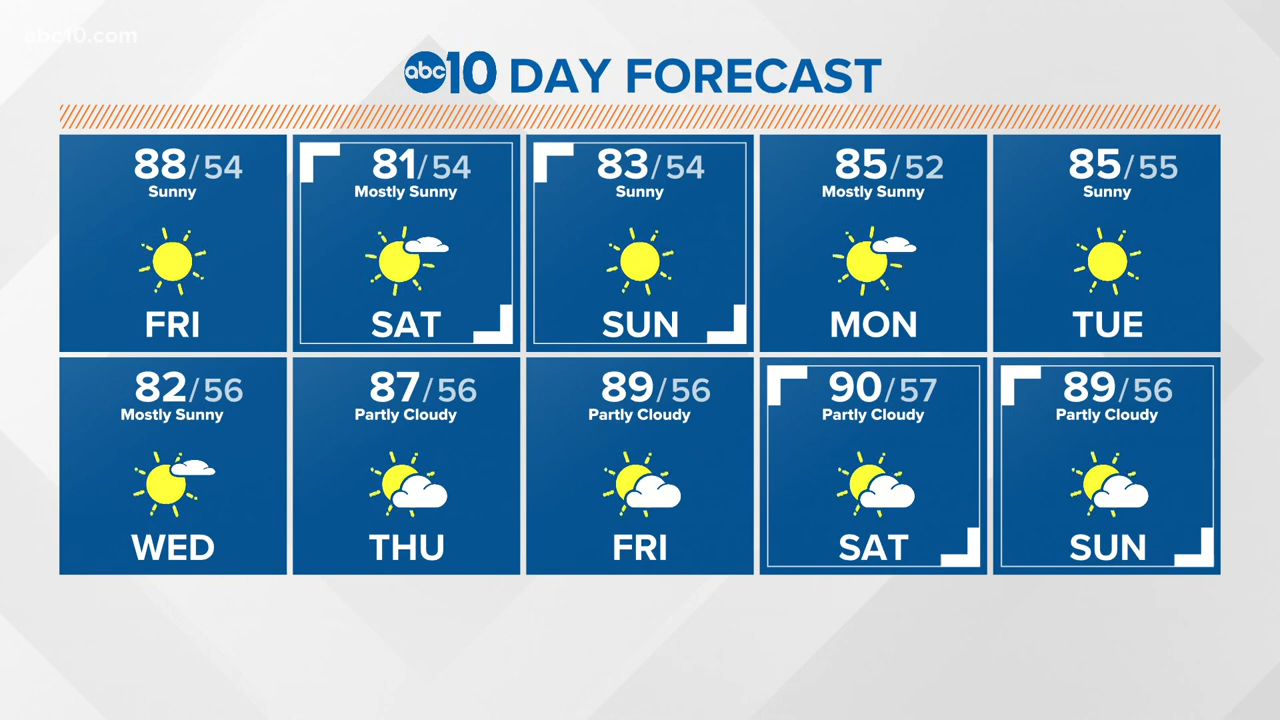 abc10.com
abc10 DAY FORECAST
88/54
Sunny
FRI
81/54
Mostly Sunny
SAT
83/54
Sunny
SUN
85/52
Mostly Sunny
MON
85/55
Sunny
TUE
82/56
Mostly Sunny
WED
87/56
Partly Cloudy
THU
89/56
Partly Cloudy
FRI
90/57
Partly Cloudy
SAT
89/56
Partly Cloudy
SUN